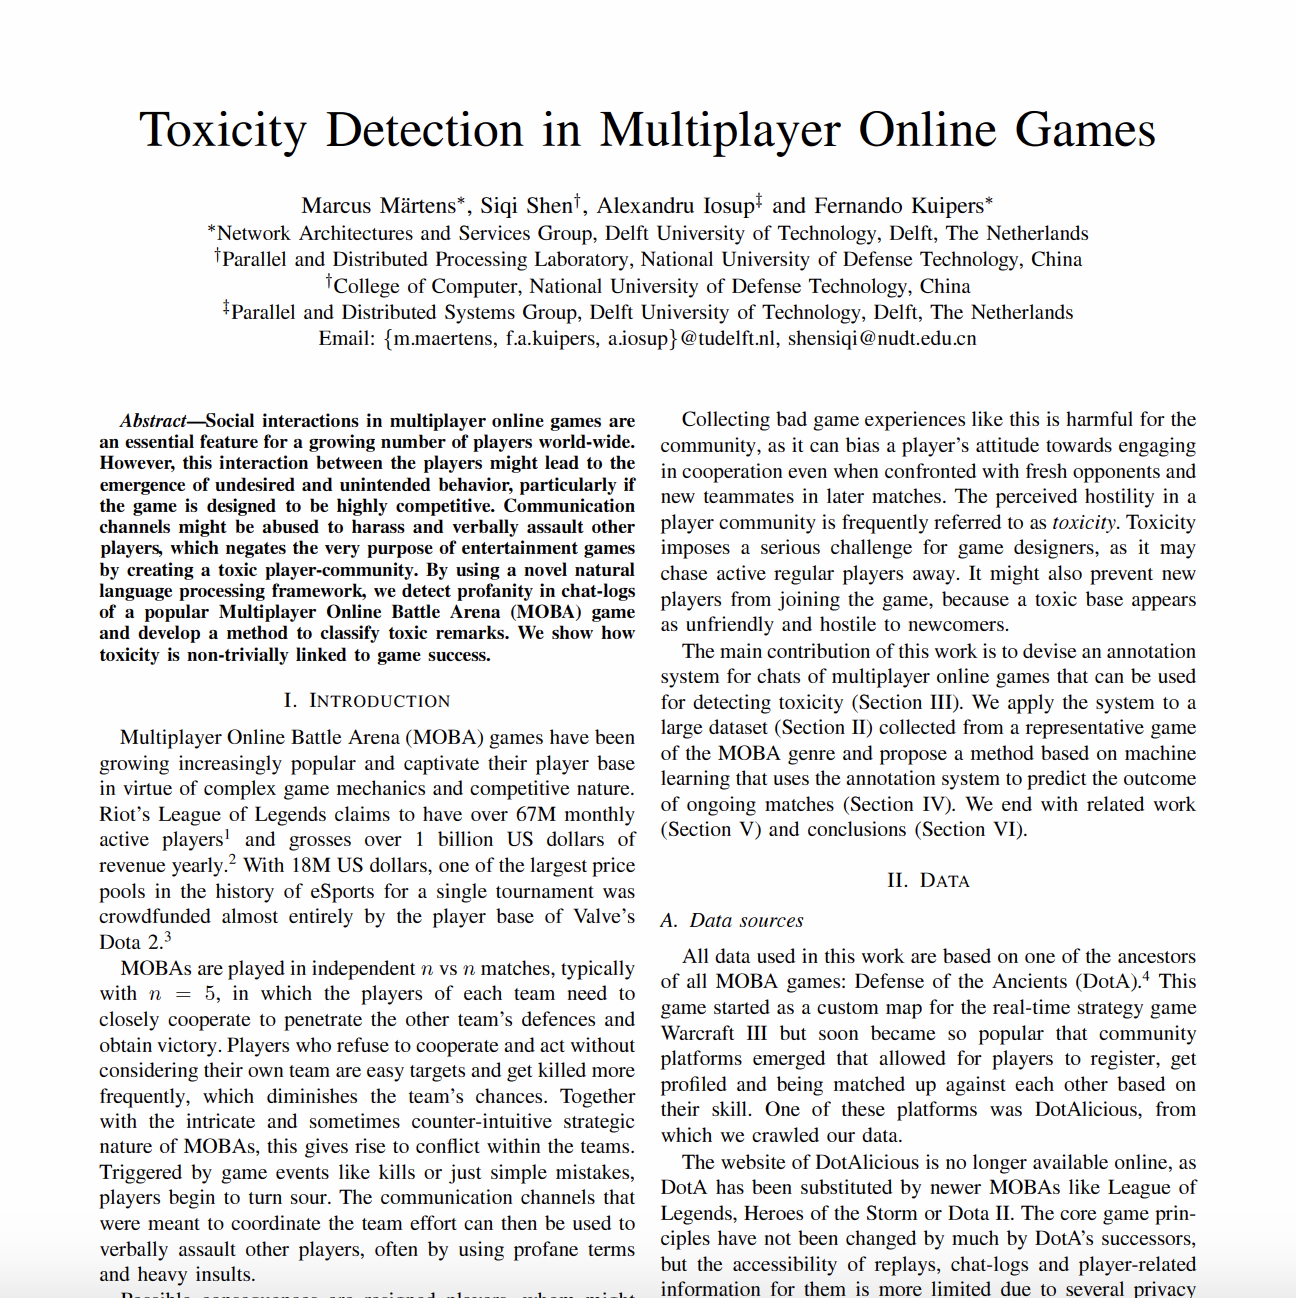 Toxicity Detection in Multiplayer Online Games
Marcus Märtens*, Siqi Shen†, Alexandru Iosup‡ and Fernando Kuipers*
*Network Architectures and Services Group, Delft University of Technology, Delft, The Netherlands
†Parallel and Distributed Processing Laboratory, National University of Defense Technology, China
†College of Computer, National University of Defense Technology, China
‡Parallel and Distributed Systems Group, Delft University of Technology, Delft, The Netherlands
Email: {m.maertens, f.a.kuipers, a.iosup}@tudelft.nl, shensiqi@nudt.edu.cn
Abstract—Social interactions in multiplayer online games are
an essential feature for a growing number of players world-wide.
However, this interaction between the players might lead to the
emergence of undesired and unintended behavior, particularly if
the game is designed to be highly competitive. Communication
channels might be abused to harass and verbally assault other
players, which negates the very purpose of entertainment games
by creating a toxic player-community. By using a novel natural
language processing framework, we detect profanity in chat-logs
of a popular Multiplayer Online Battle Arena (MOBA) game
and develop a method to classify toxic remarks. We show how
toxicity is non-trivially linked to game success.
I. INTRODUCTION
Multiplayer Online Battle Arena (MOBA) games have been
growing increasingly popular and captivate their player base
in virtue of complex game mechanics and competitive nature.
Riot's League of Legends claims to have over 67M monthly
active players¹ and grosses over 1 billion US dollars of
revenue yearly.² With 18M US dollars, one of the largest price
pools in the history of eSports for a single tournament was
crowdfunded almost entirely by the player base of Valve's
Dota 2.³
MOBAs are played in independent n vs n matches, typically
with n = 5, in which the players of each team need to
closely cooperate to penetrate the other team's defences and
obtain victory. Players who refuse to cooperate and act without
considering their own team are easy targets and get killed more
frequently, which diminishes the team's chances. Together
with the intricate and sometimes counter-intuitive strategic
nature of MOBAs, this gives rise to conflict within the teams.
Triggered by game events like kills or just simple mistakes,
players begin to turn sour. The communication channels that
were meant to coordinate the team effort can then be used to
verbally assault other players, often by using profane terms
and heavy insults.
Collecting bad game experiences like this is harmful for the
community, as it can bias a player's attitude towards engaging
in cooperation even when confronted with fresh opponents and
new teammates in later matches. The perceived hostility in a
player community is frequently referred to as toxicity. Toxicity
imposes a serious challenge for game designers, as it may
chase active regular players away. It might also prevent new
players from joining the game, because a toxic base appears
as unfriendly and hostile to newcomers.
The main contribution of this work is to devise an annotation
system for chats of multiplayer online games that can be used
for detecting toxicity (Section III). We apply the system to a
large dataset (Section II) collected from a representative game
of the MOBA genre and propose a method based on machine
learning that uses the annotation system to predict the outcome
of ongoing matches (Section IV). We end with related work
(Section V) and conclusions (Section VI).
II. DATA
A. Data sources
All data used in this work are based on one of the ancestors
of all MOBA games: Defense of the Ancients (DotA).⁴ This
game started as a custom map for the real-time strategy game
Warcraft III but soon became so popular that community
platforms emerged that allowed for players to register, get
profiled and being matched up against each other based on
their skill. One of these platforms was DotAlicious, from
which we crawled our data.
The website of DotAlicious is no longer available online, as
DotA has been substituted by newer MOBAs like League of
Legends, Heroes of the Storm or Dota II. The core game prin-
ciples have not been changed by much by DotA's successors,
but the accessibility of replays, chat-logs and player-related
information for them is more limited due to several privacy